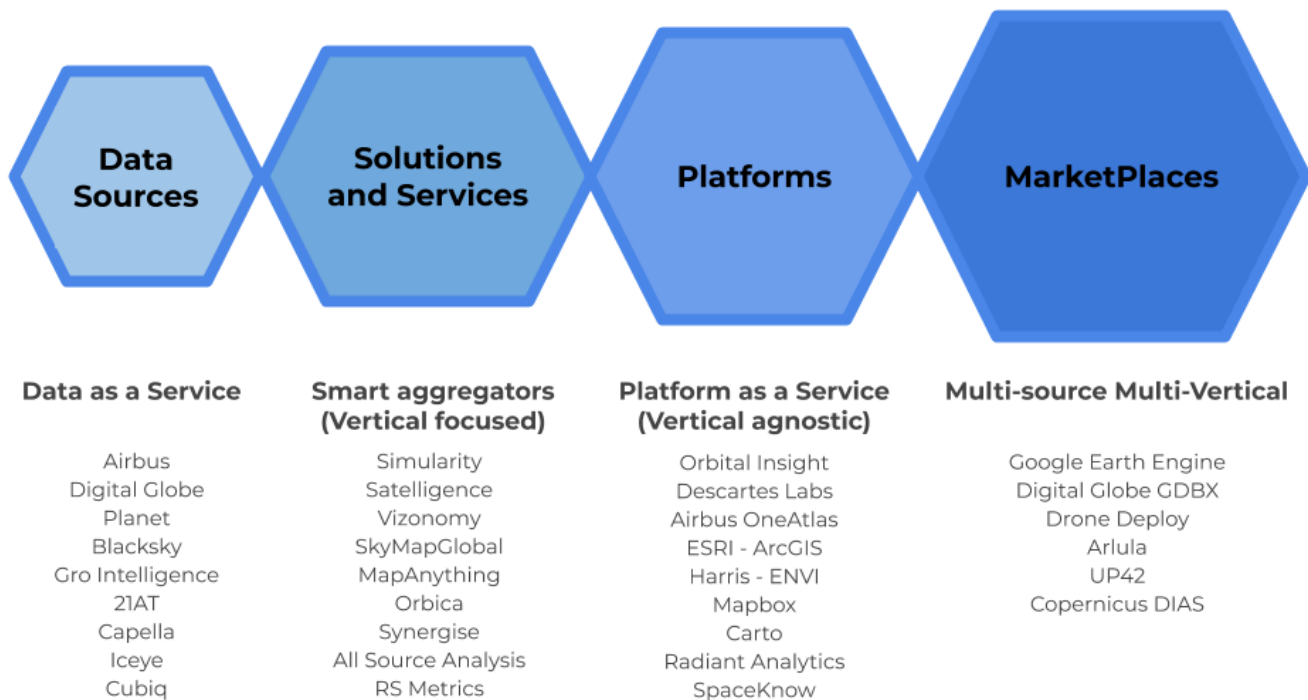 Data
Sources
Solutions
and Services
Platforms
MarketPlaces
Data as a Service
Airbus
Digital Globe
Planet
Blacksky
Gro Intelligence
21AT
Capella
Iceye
Cubiq
Smart aggregators
(Vertical focused)
Simularity
Satelligence
Vizonomy
SkyMapGlobal
MapAnything
Orbica
Synergise
All Source Analysis
RS Metrics
Platform as a Service
(Vertical agnostic)
Orbital Insight
Descartes Labs
Airbus OneAtlas
ESRI - ArcGIS
Harris - ENVI
Mapbox
Carto
Radiant Analytics
SpaceKnow
Multi-source Multi-Vertical
Google Earth Engine
Digital Globe GDBX
Drone Deploy
Arlula
UP42
Copernicus DIAS